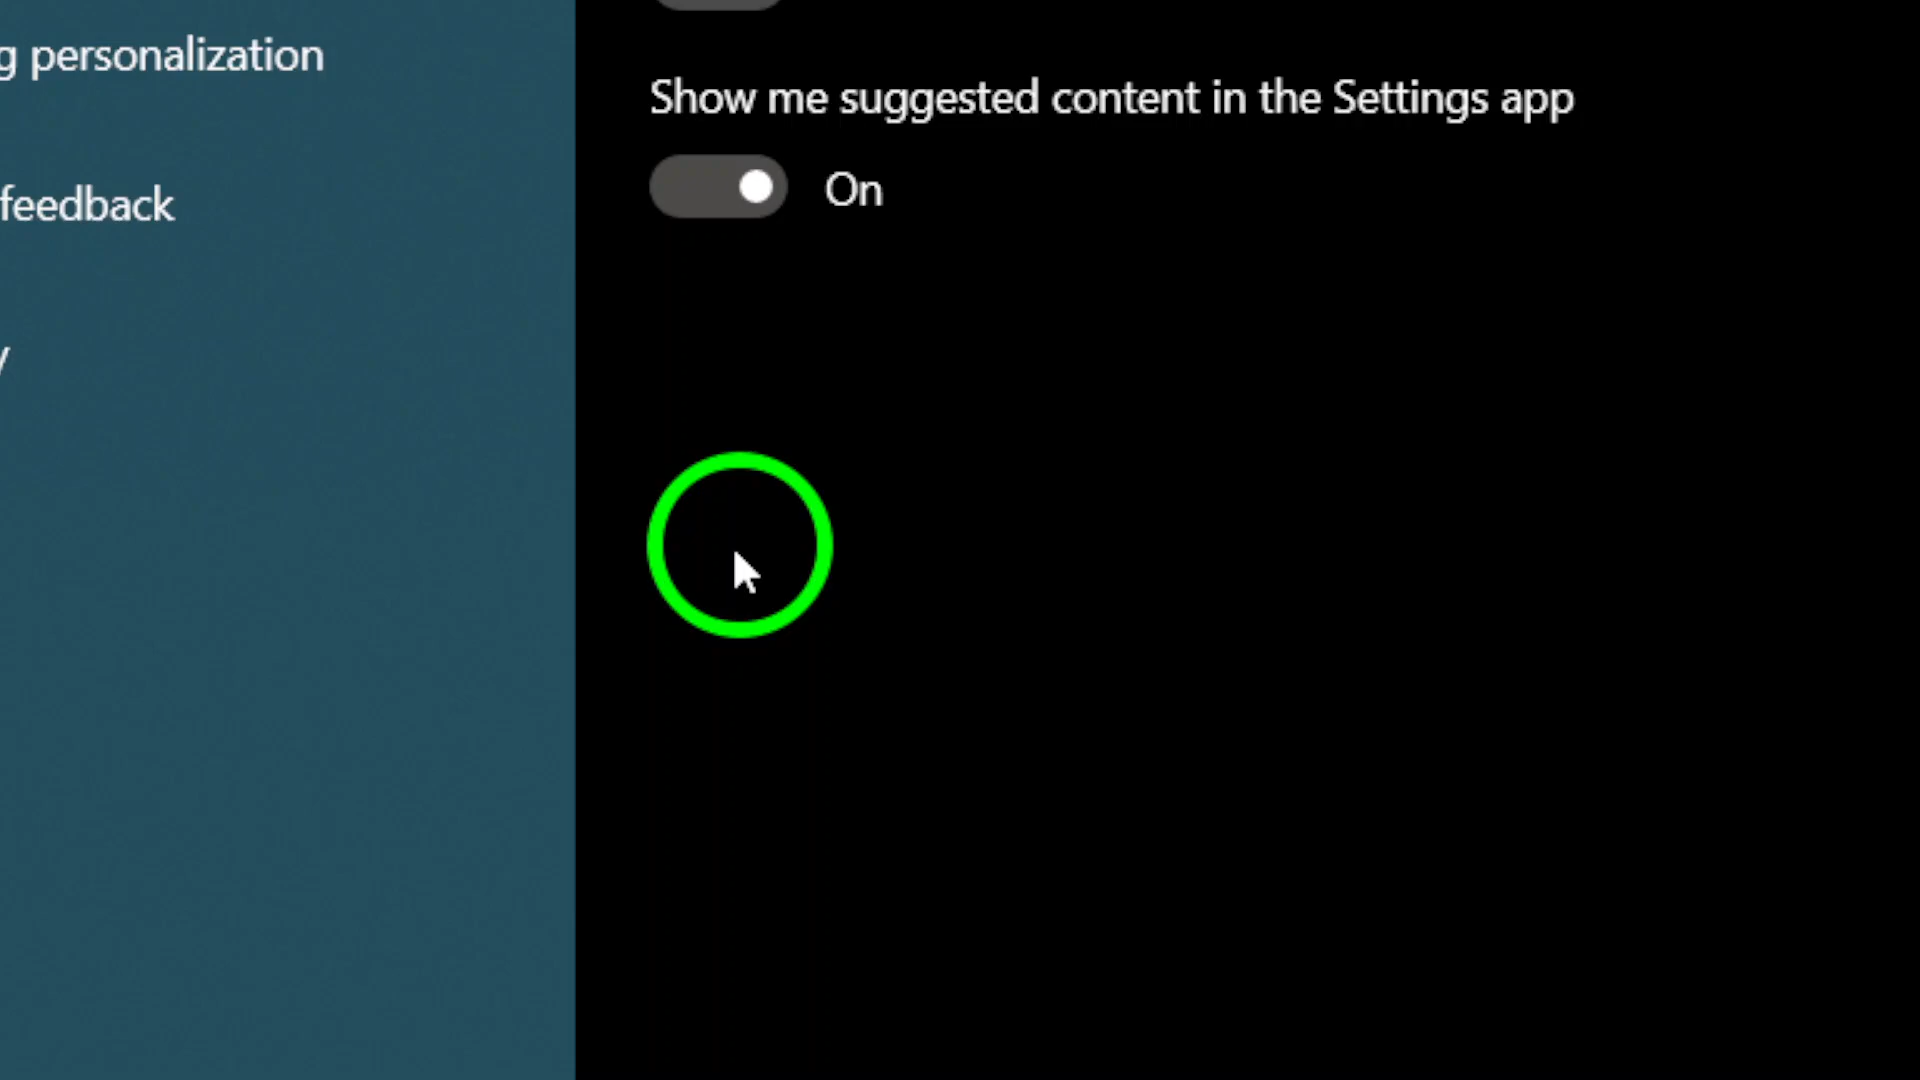 g personalization
feedback
y
Show me suggested content in the Settings app
On